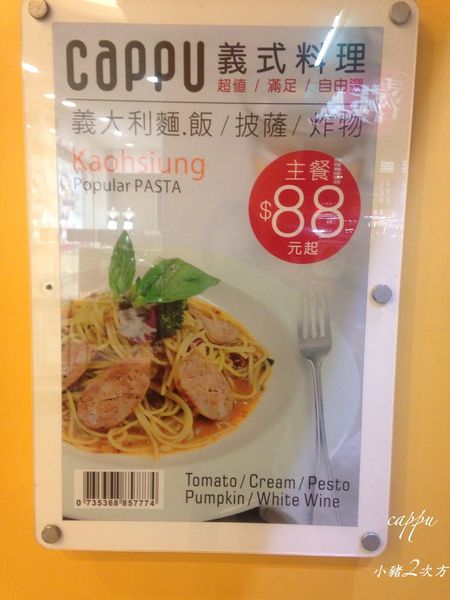 CAPPU 義式料理
超値 / 滿足 / 自由選
義大利麵.飯 / 披薩 / 炸物
Kaohsiung
Popular PASTA
主餐
$88
元起
Tomato / Cream / Pesto
Pumpkin / White Wine
0 735368 857774
cappu
小豬2次方